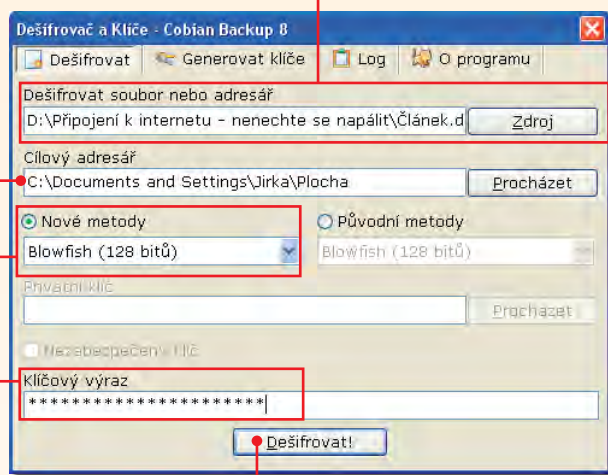 Dešifrovač a Klíče - Cobian Backup 8
Dešifrovat Generovat klíče Log O programu
Dešifrovat soubor nebo adresář
D:\Připojení k internetu - nenechte se napálit\Článek.d Zdroj
Cílový adresář
C:\Documents and Settings\Jirka\Plocha Procházet
Nové metody Původní metody
Blowfish (128 bitů) Blowfish (128 bitů)
Privátní klíč
Procházet
Nezabezpečený klíč
Klíčový výraz
**********************
Dešifrovat!